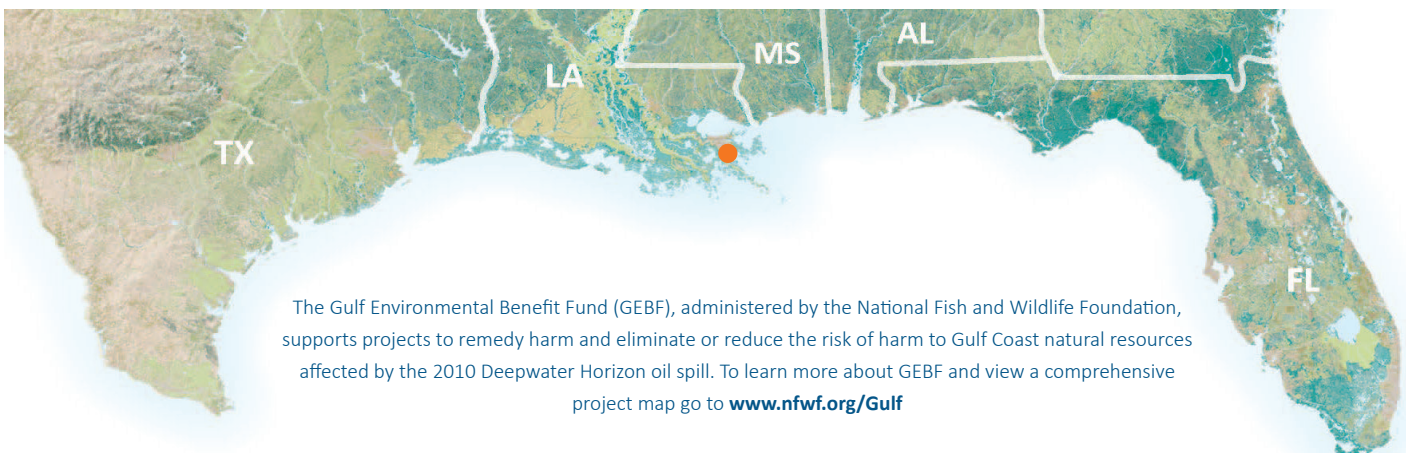 AL
MS
LA
TX
FL
The Gulf Environmental Benefit Fund (GEBF), administered by the National Fish and Wildlife Foundation,
supports projects to remedy harm and eliminate or reduce the risk of harm to Gulf Coast natural resources
affected by the 2010 Deepwater Horizon oil spill. To learn more about GEBF and view a comprehensive
project map go to www.nfwf.org/Gulf